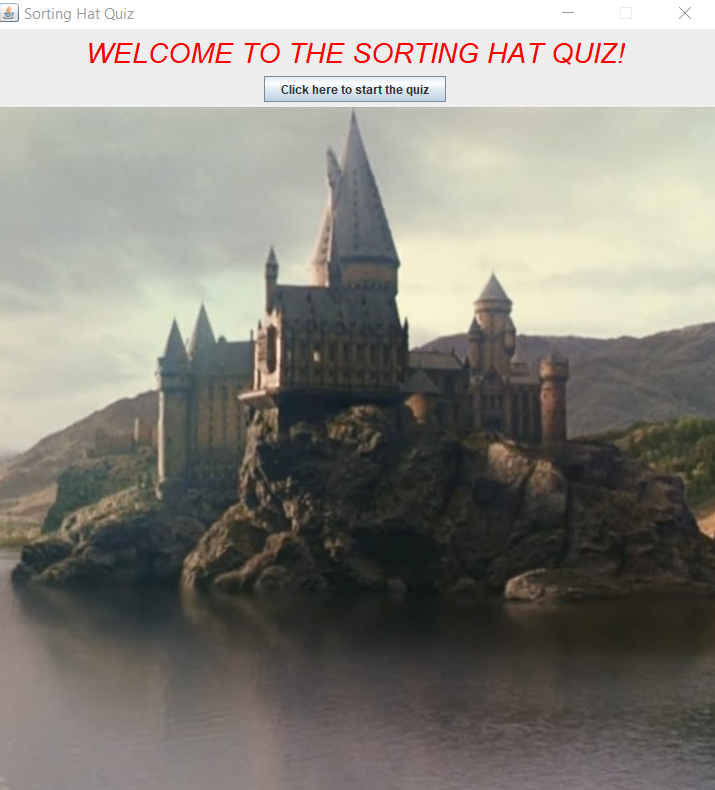 Sorting Hat Quiz
WELCOME TO THE SORTING HAT QUIZ!
Click here to start the quiz